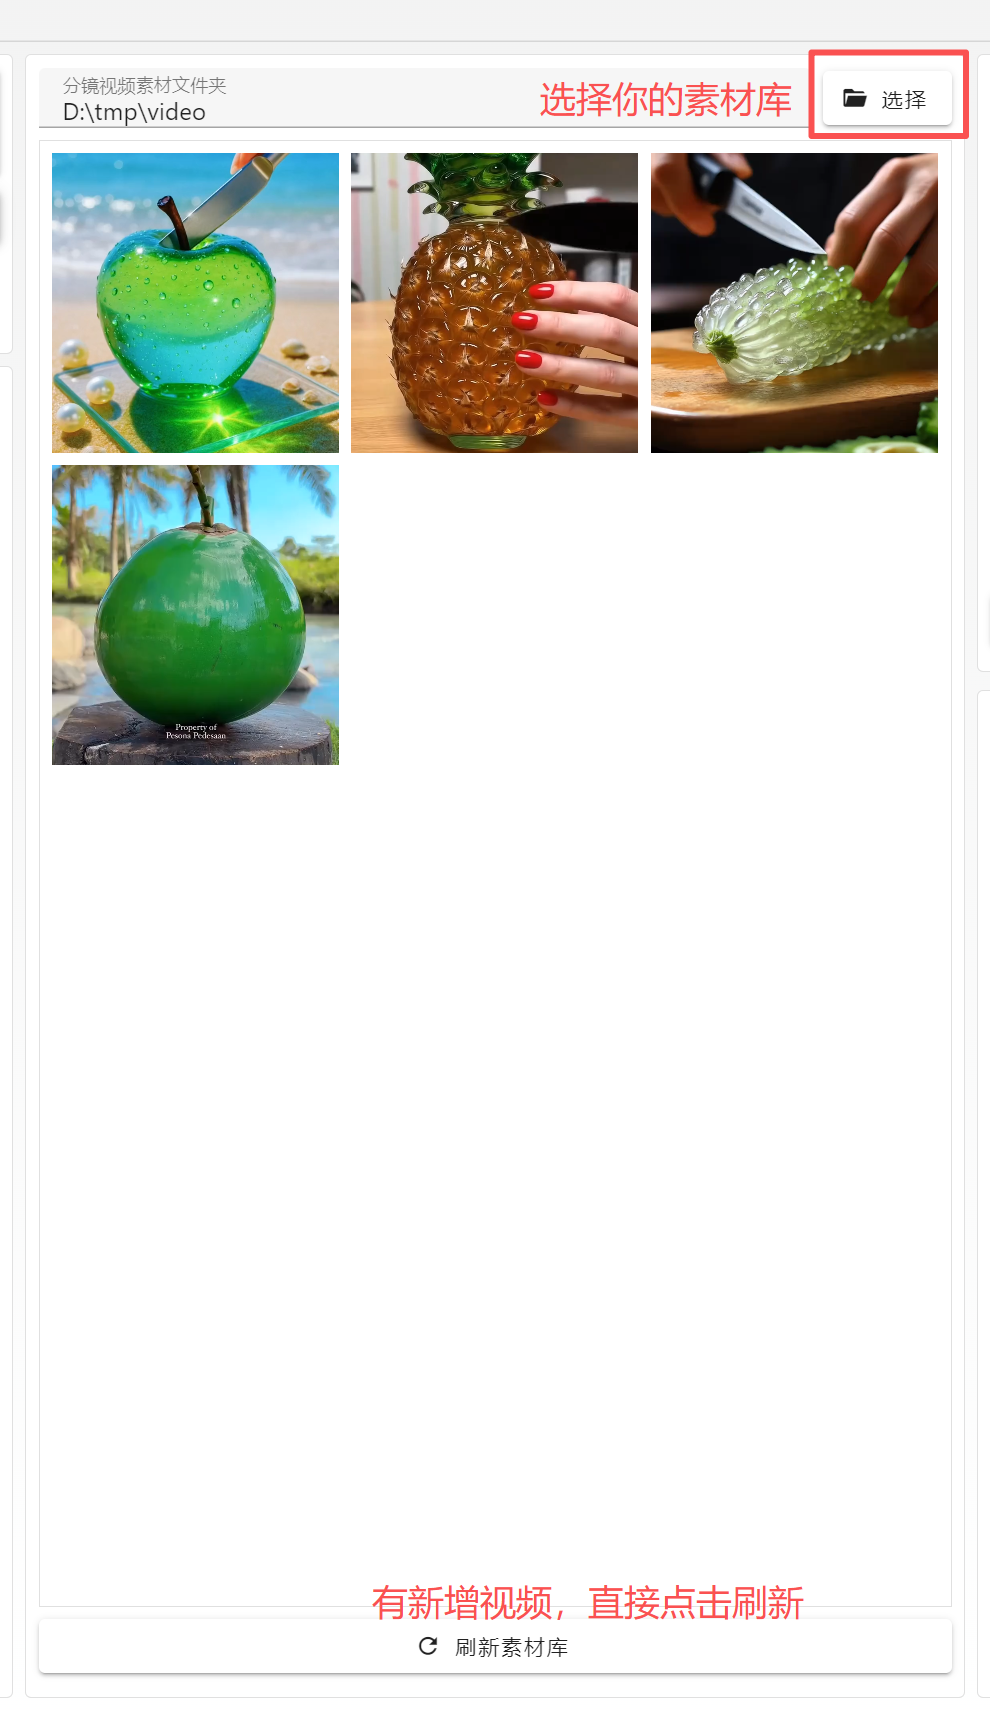 分镜视频素材文件夹
D:\tmp\video
选择你的素材库
选择
Property of
Pesona Pedesaan
有新增视频，直接点击刷新
刷新素材库